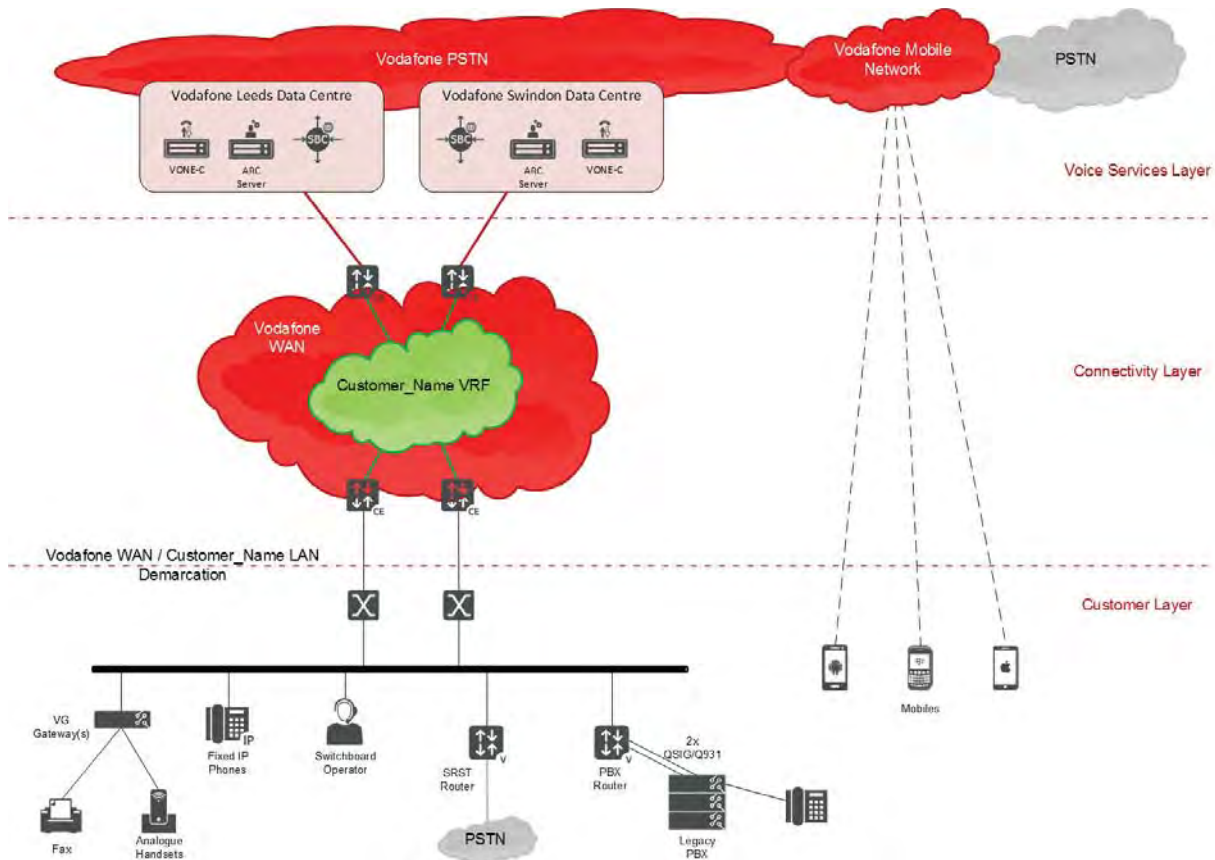 Vodafone PSTN
Vodafone Mobile
Network
PSTN
Vodafone Leeds Data Centre
Vodafone Swindon Data Centre
SBC
SBC
VONE-C
ARC
Server
ARC
Server
VONE-C
Voice Services Layer
Vodafone
WAN
Customer_Name VRF
Connectivity Layer
CE
CE
Vodafone WAN / Customer_Name LAN
Demarcation
Customer Layer
Mobiles
VG
Gateway(s)
IP
Fixed IP
Phones
Switchboard
Operator
V
SRST
Router
V
PBX
Router
2x
QSIG/Q931
Fax
Analogue
Handsets
PSTN
Legacy
PBX